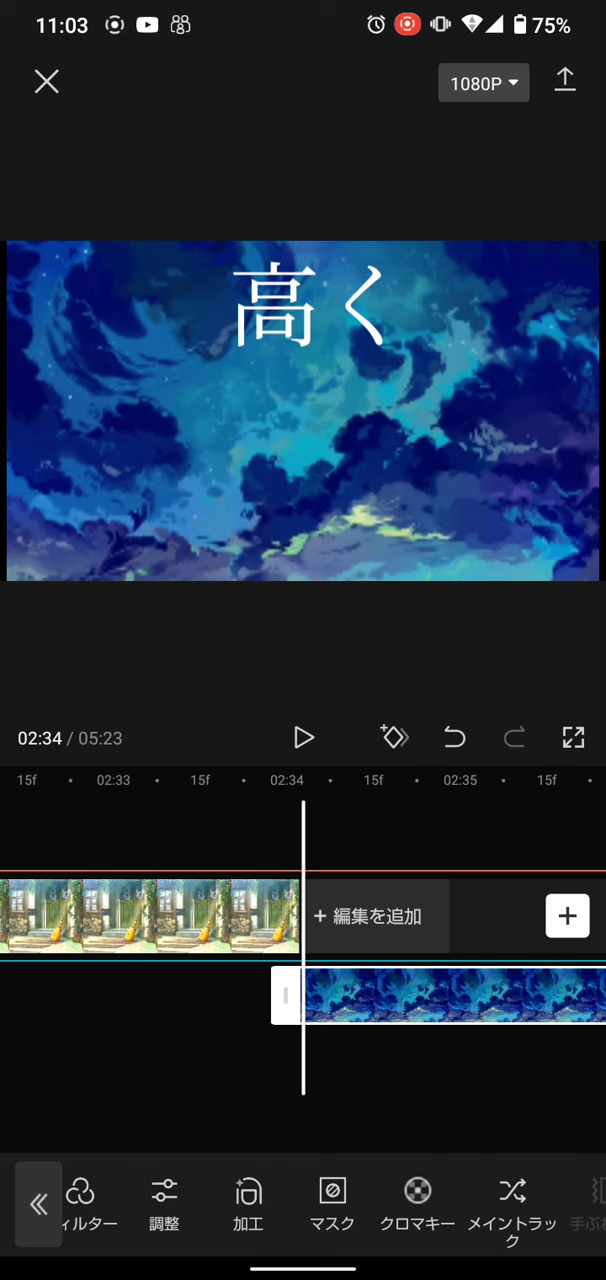 11:03 75%
1080P
高く
02:34 / 05:23
15f 02:33 15f 02:34 15f 02:35 15f
+ 編集を追加
ィルター 調整 加工 マスク クロマキー メイントラッ
ク
手ぶ